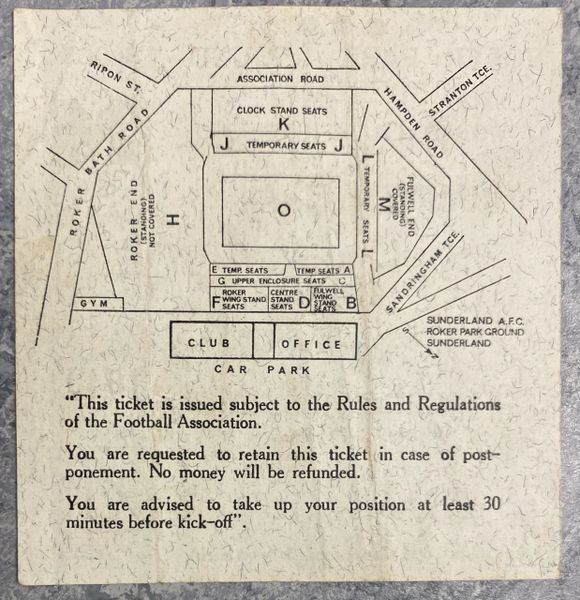 RIPON ST.
ASSOCIATION ROAD
STRANTON TCE.
HAMPDEN ROAD
ROKER BATH ROAD
CLOCK STAND SEATS
K
J TEMPORARY SEATS J
L TEMPORARY SEATS L
FULWELL END
(STANDING)
COVERED
M
ROKER END
(STANDING)
NOT COVERED
H
O
E TEMP. SEATS
TEMP SEATS A
G UPPER ENCLOSURE SEATS C
F ROKER
WING STAND
SEATS
CENTRE
STAND
SEATS D
FULWELL
WING
STAND
SEATS B
GYM
SANDRINGHAM TCE.
CLUB OFFICE
CAR PARK
SUNDERLAND A.F.C.
ROKER PARK GROUND
SUNDERLAND
S
N
"This ticket is issued subject to the Rules and Regulations
of the Football Association.
You are requested to retain this ticket in case of post-
ponement. No money will be refunded.
You are advised to take up your position at least 30
minutes before kick-off".